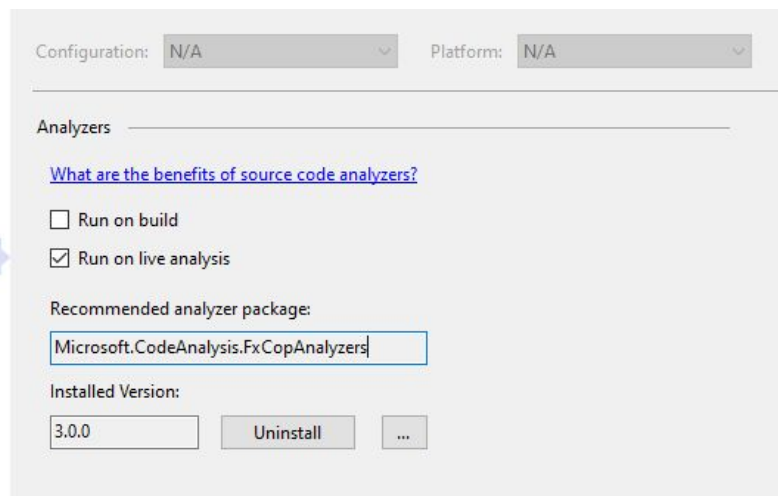 Configuration: N/A Platform: N/A
Analyzers
What are the benefits of source code analyzers?
Run on build
Run on live analysis
Recommended analyzer package:
Microsoft.CodeAnalysis.FxCopAnalyzers
Installed Version:
3.0.0 Uninstall ...